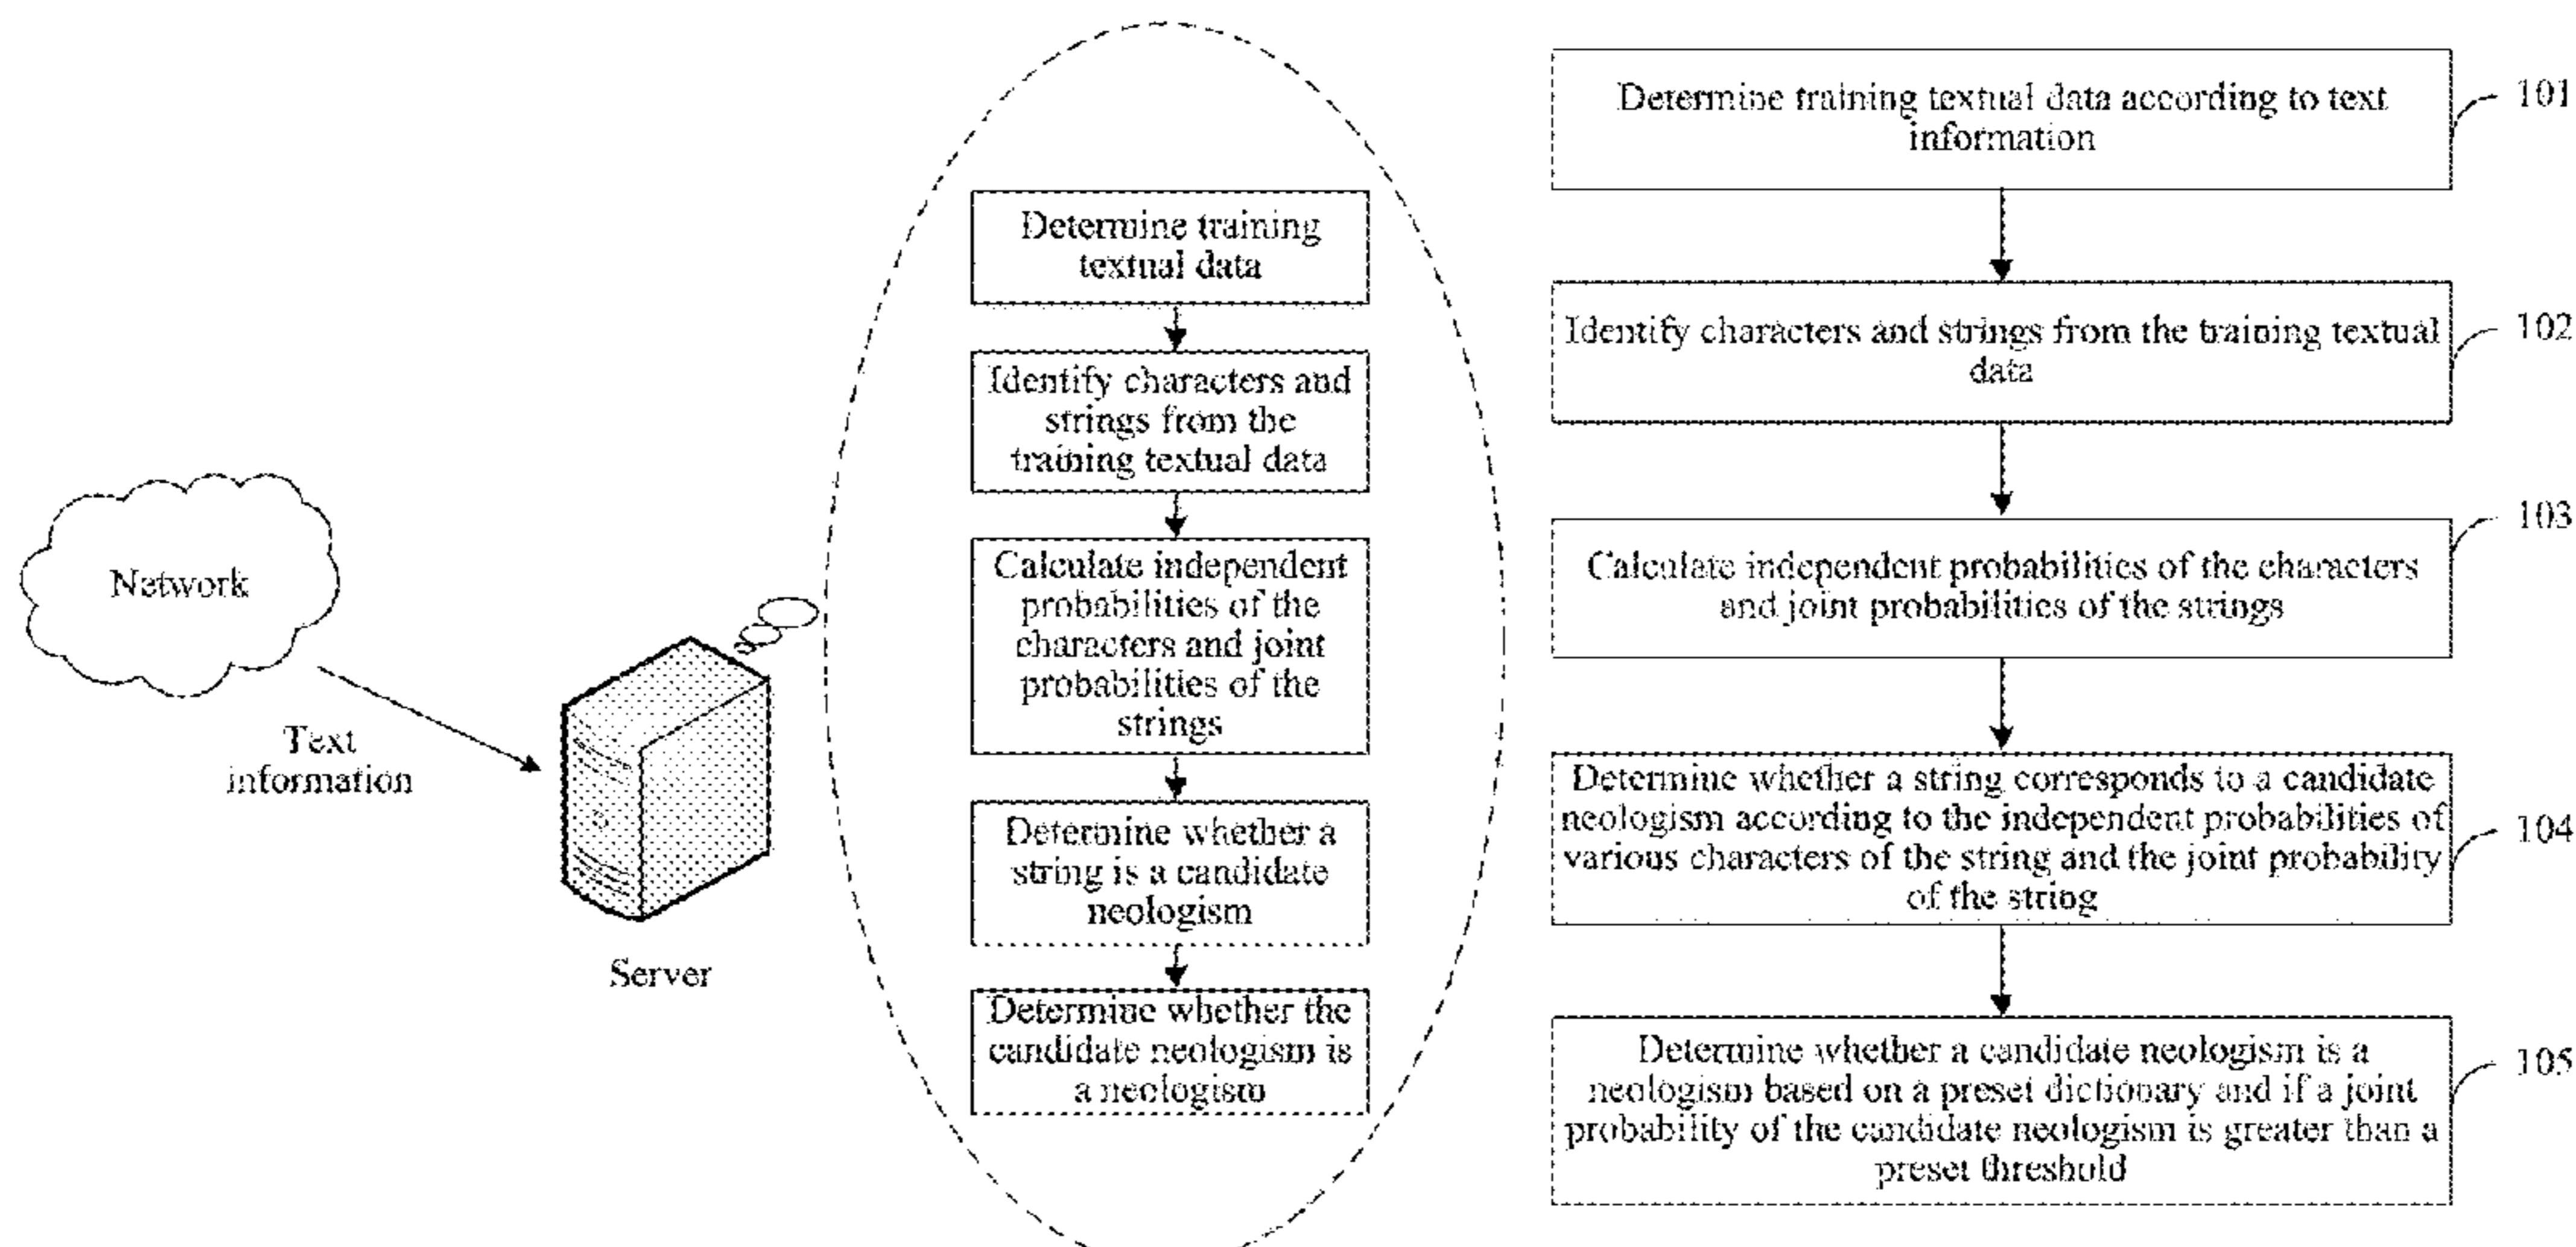 Network
Text
information
Server
Determine training
textual data
Identify characters and
strings from the
training textual data
Calculate independent
probabilities of the
characters and joint
probabilities of the
strings
Determine whether a
string is a candidate
neologism
Determine whether the
candidate neologism is
a neologism
Determine training textual data according to text
information
101
Identify characters and strings from the training textual
data
102
Calculate independent probabilities of the characters
and joint probabilities of the strings
103
Determine whether a string corresponds to a candidate
neologism according to the independent probabilities of
various characters of the string and the joint probability
of the string
104
Determine whether a candidate neologism is a
neologism based on a preset dictionary and if a joint
probability of the candidate neologism is greater than a
preset threshold
105